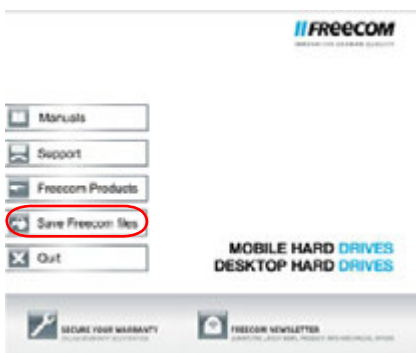 FREECOM
Manuals
Support
Freecom Products
Save Freecom files
Quit
MOBILE HARD DRIVES
DESKTOP HARD DRIVES
SECURE YOUR WARRANTY
FREECOM NEWSLETTER